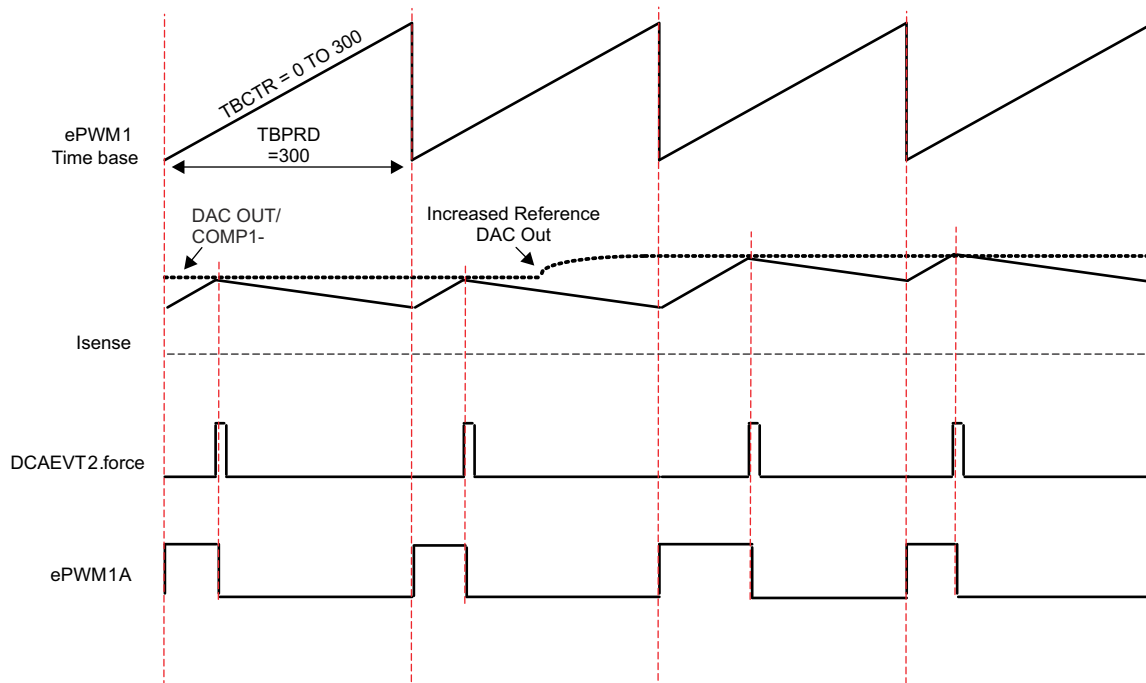 TBCTR = 0 TO 300
ePWM1
Time base
TBPRD
=300
DAC OUT/
COMP1-
Increased Reference
DAC Out
Isense
DCAEVT2.force
ePWM1A